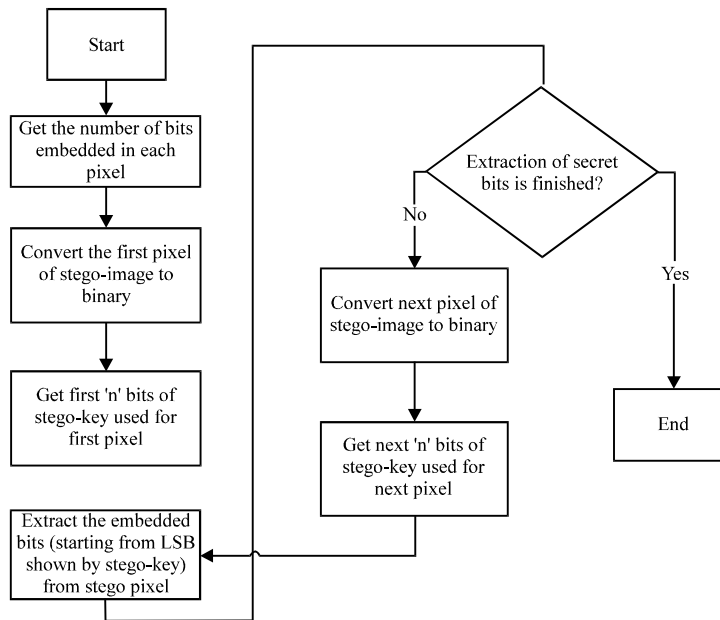 Start
Get the number of bits
embedded in each
pixel
Convert the first pixel
of stego-image to
binary
Get first 'n' bits of
stego-key used for
first pixel
Extract the embedded
bits (starting from LSB
shown by stego-key)
from stego pixel
Extraction of secret
bits is finished?
No
Yes
Convert next pixel of
stego-image to binary
Get next 'n' bits of
stego-key used for
next pixel
End